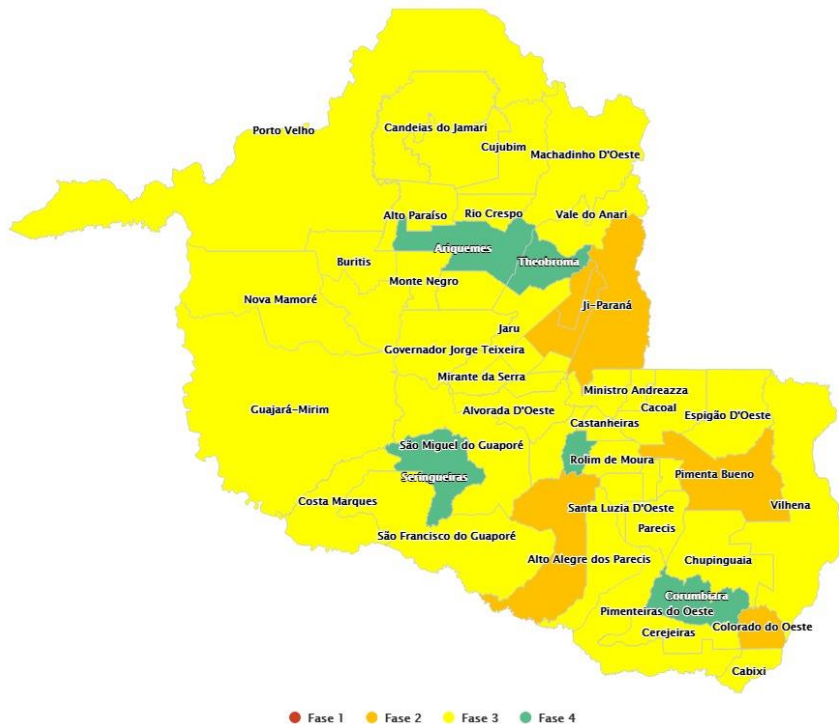 Porto Velho
Candeias do Jamari
Cujubim
Machadinho D'Oeste
Alto Paraíso
Rio Crespo
Vale do Anari
Ariquemes
Theobroma
Buritis
Monte Negro
Nova Mamoré
Ji-Paraná
Jaru
Governador Jorge Teixeira
Mirante da Serra
Ministro Andreazza
Cacoal
Espigão D'Oeste
Guajará-Mirim
Alvorada D'Oeste
Castanheiras
São Miguel do Guaporé
Rolim de Moura
Seringueiras
Pimenta Bueno
Costa Marques
Santa Luzia D'Oeste
Vilhena
Parecis
São Francisco do Guaporé
Alto Alegre dos Parecis
Chupinguaia
Corumbiara
Pimenteiras do Oeste
Colorado do Oeste
Cerejeiras
Cabixi
Fase 1 Fase 2 Fase 3 Fase 4